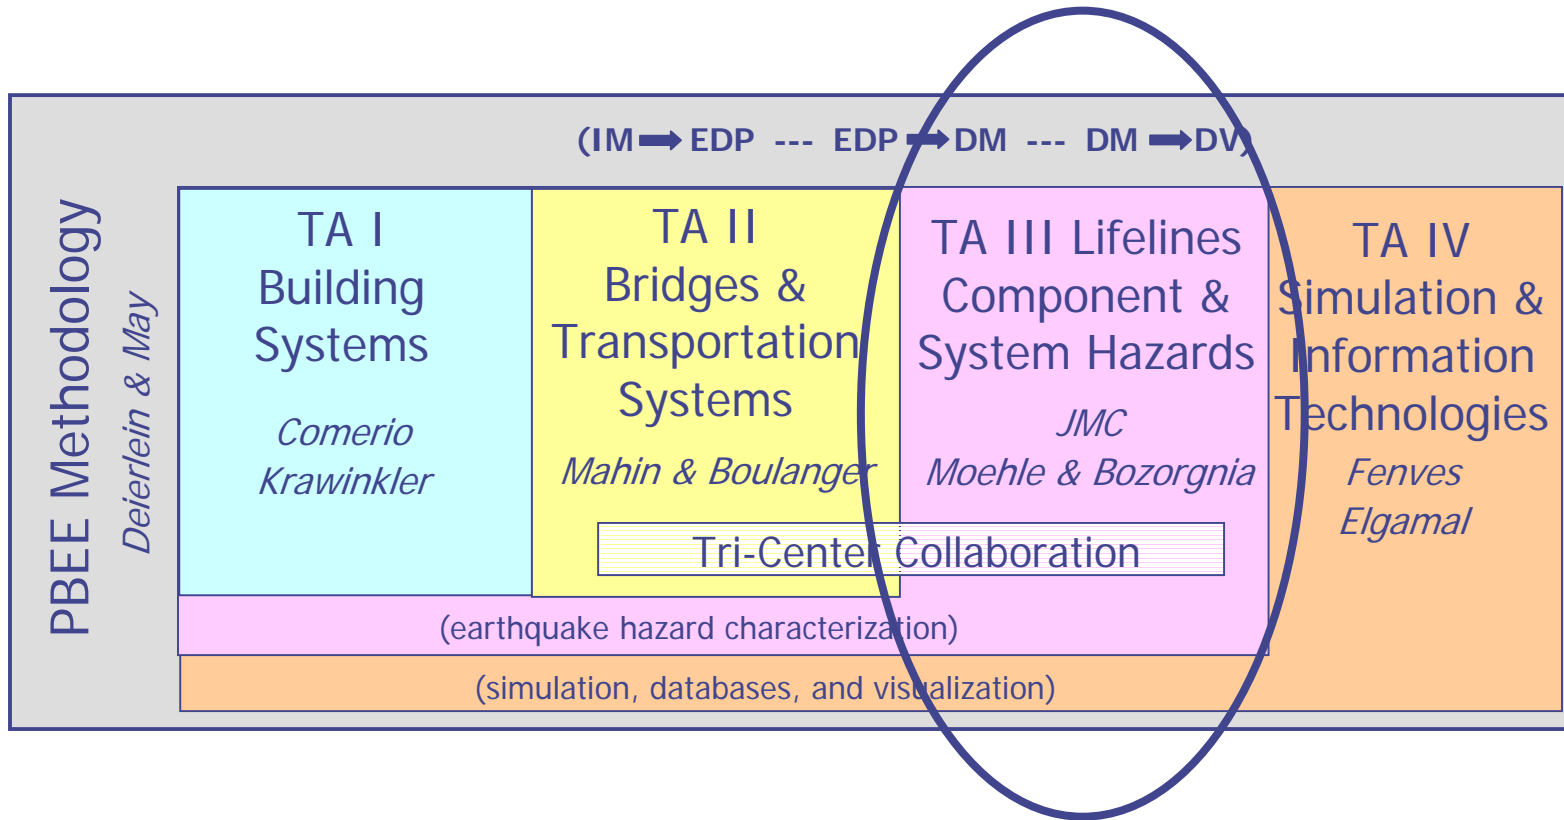 PBEE Methodology
Deierlein & May
(IM ➡ EDP --- EDP ➡ DM --- DM ➡ DV)
TA I
Building
Systems
Comerio
Krawinkler
TA II
Bridges &
Transportation
Systems
Mahin & Boulanger
TA III Lifelines
Component &
System Hazards
JMC
Moehle & Bozorgnia
TA IV
Simulation &
Information
Technologies
Fenves
Elgamal
Tri-Center Collaboration
(earthquake hazard characterization)
(simulation, databases, and visualization)